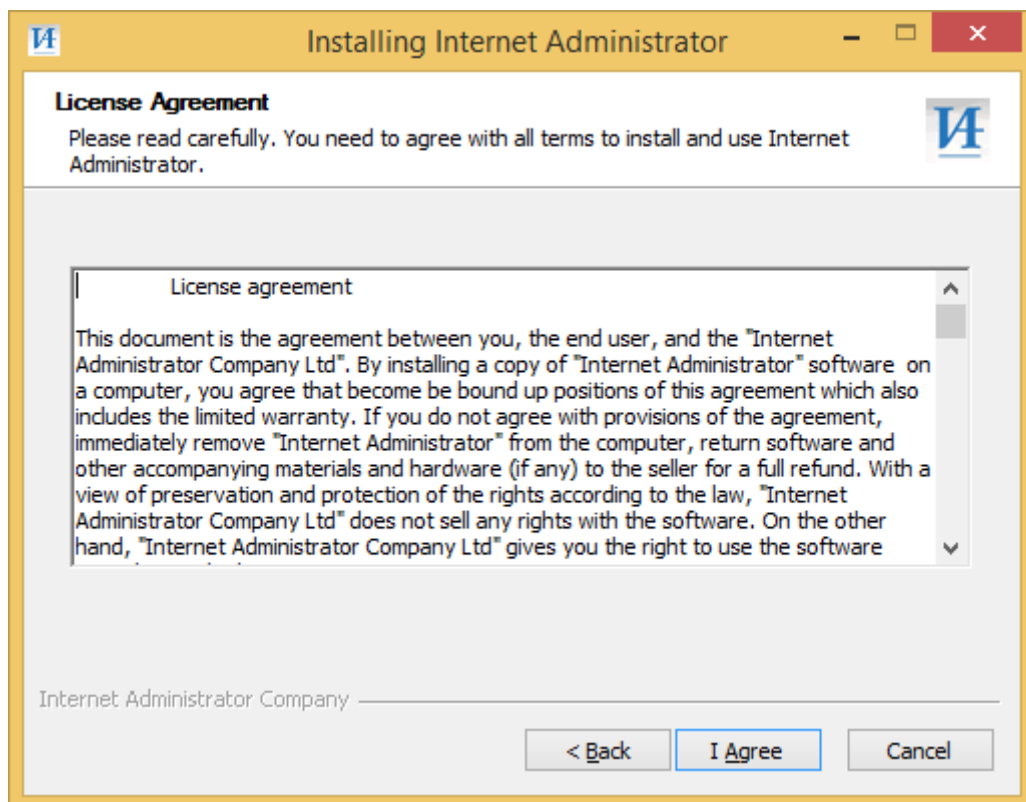 Installing Internet Administrator
License Agreement
Please read carefully. You need to agree with all terms to install and use Internet
Administrator.
License agreement
This document is the agreement between you, the end user, and the "Internet
Administrator Company Ltd". By installing a copy of "Internet Administrator" software  on
a computer, you agree that become be bound up positions of this agreement which also
includes the limited warranty. If you do not agree with provisions of the agreement,
immediately remove "Internet Administrator" from the computer, return software and
other accompanying materials and hardware (if any) to the seller for a full refund. With a
view of preservation and protection of the rights according to the law, "Internet
Administrator Company Ltd" does not sell any rights with the software. On the other
hand, "Internet Administrator Company Ltd" gives you the right to use the software
Internet Administrator Company
< Back
I Agree
Cancel